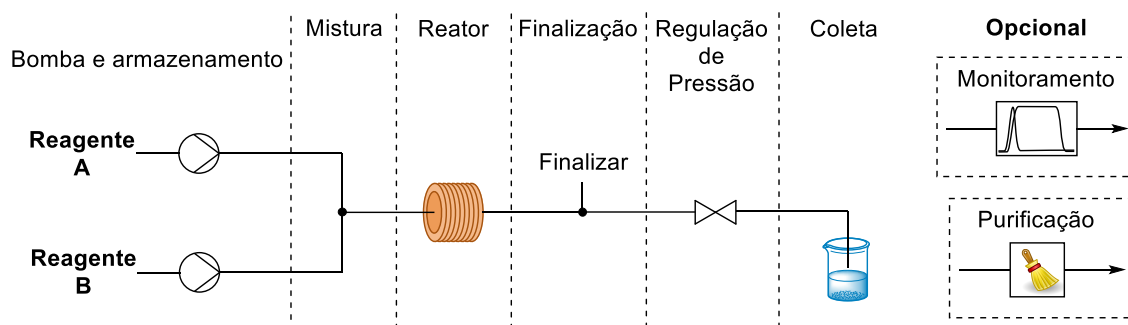 Bomba e armazenamento
Mistura
Reator
Finalização
Regulação
de
Pressão
Coleta
Opcional
Monitoramento
Reagente
A
Finalizar
Purificação
Reagente
B